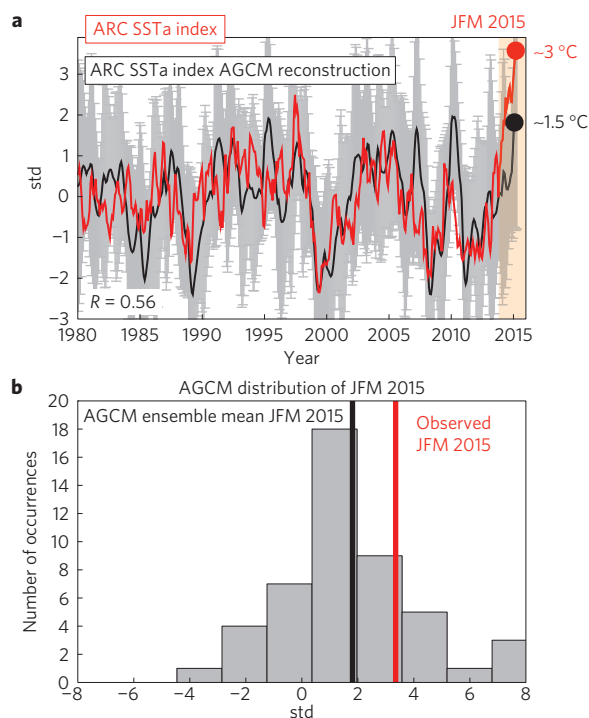 a
ARC SSTa index
JFM 2015
ARC SSTa index AGCM reconstruction
~3 °C
~1.5 °C
3
2
1
0
−1
−2
−3
std
R = 0.56
1980 1985 1990 1995 2000 2005 2010 2015
Year
b
AGCM distribution of JFM 2015
AGCM ensemble mean JFM 2015
Observed
JFM 2015
20
18
16
14
12
10
8
6
4
2
0
Number of occurrences
−8 −6 −4 −2 0 2 4 6 8
std